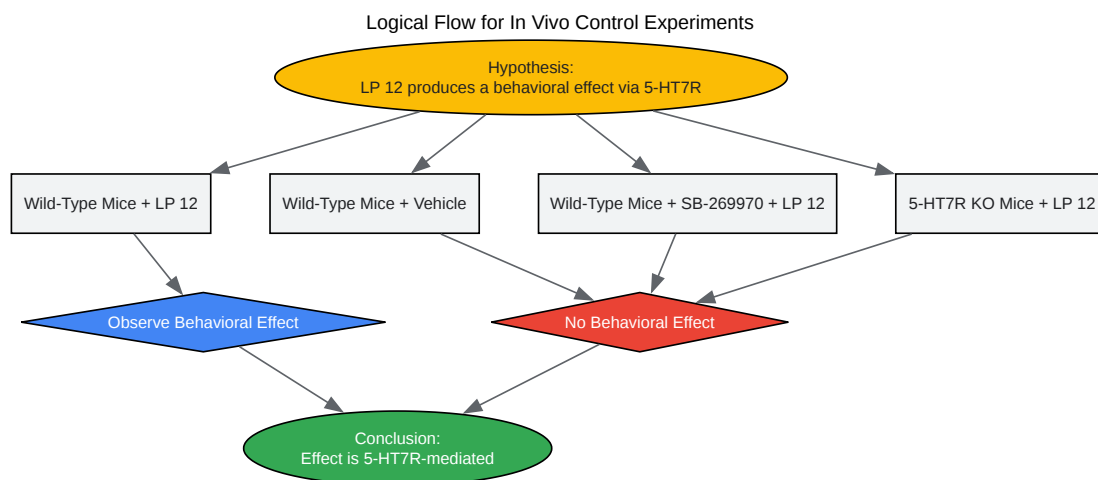 Logical Flow for In Vivo Control Experiments
Hypothesis:
LP 12 produces a behavioral effect via 5-HT7R
Wild-Type Mice + LP 12
Wild-Type Mice + Vehicle
Wild-Type Mice + SB-269970 + LP 12
5-HT7R KO Mice + LP 12
Observe Behavioral Effect
No Behavioral Effect
Conclusion:
Effect is 5-HT7R-mediated